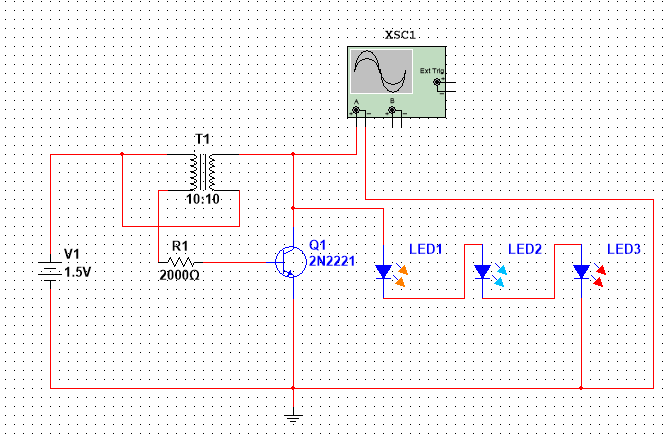 XSC1
Ext Trig
+
-
A
B
+ - + -
T1
10:10
V1
1.5V
R1
2000Ω
Q1
2N2221
LED1
LED2
LED3